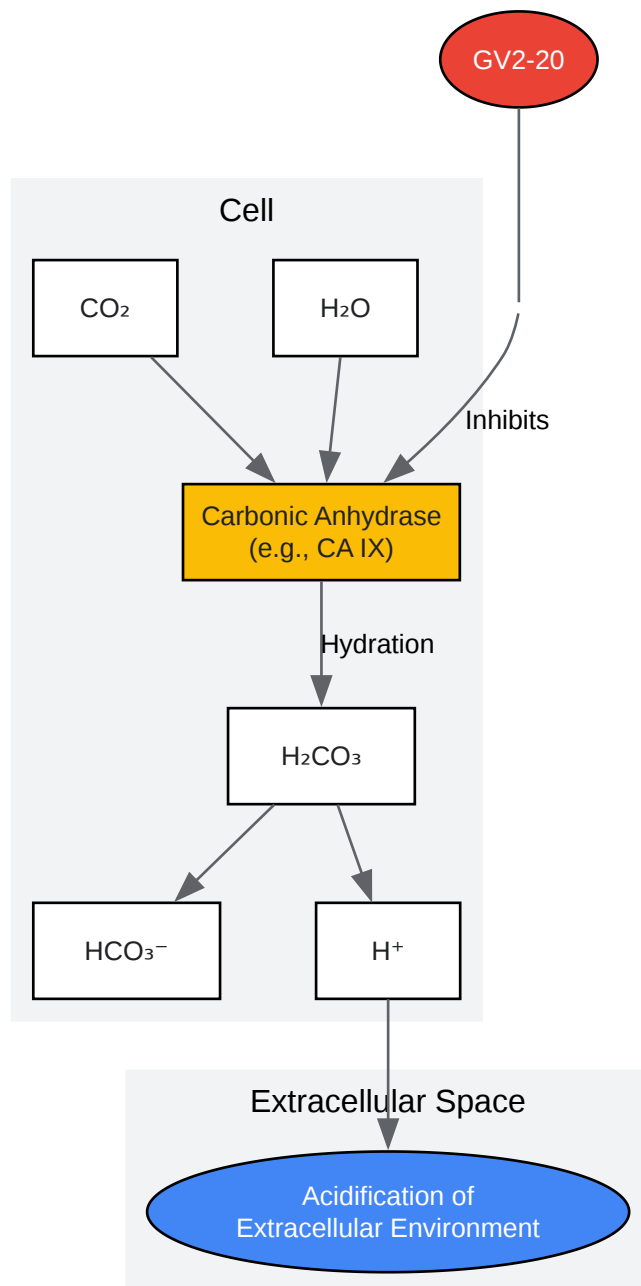 GV2-20
Cell
CO₂
H₂O
Inhibits
Carbonic Anhydrase
(e.g., CA IX)
Hydration
H₂CO₃
HCO₃⁻
H⁺
Extracellular Space
Acidification of
Extracellular Environment